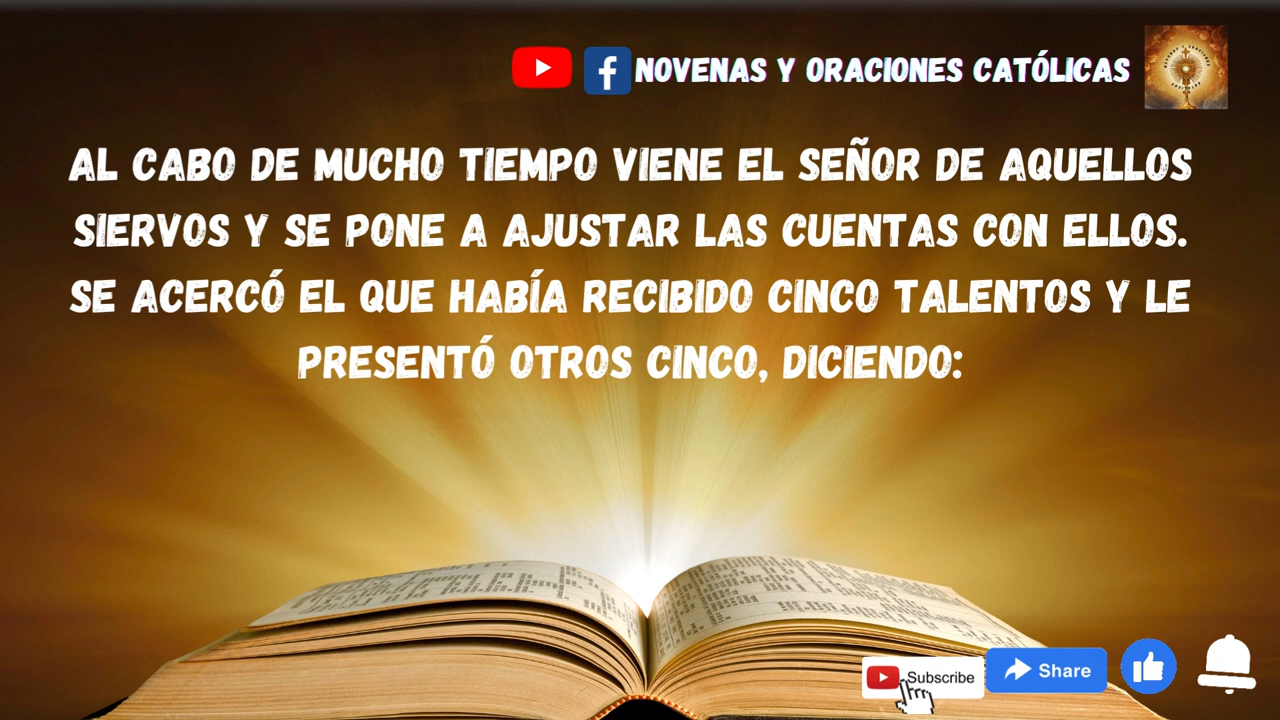 NOVENAS Y ORACIONES CATÓLICAS
AL CABO DE MUCHO TIEMPO VIENE EL SEÑOR DE AQUELLOS
SIERVOS Y SE PONE A AJUSTAR LAS CUENTAS CON ELLOS.
SE ACERCÓ EL QUE HABÍA RECIBIDO CINCO TALENTOS Y LE
PRESENTÓ OTROS CINCO, DICIENDO:
Subscribe
Share